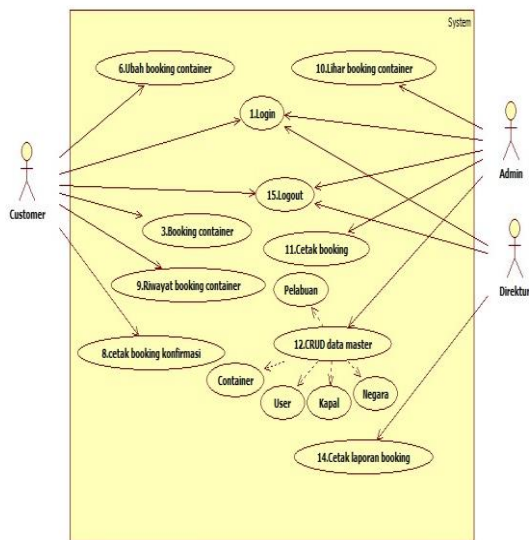 System
6.Ubah booking container
10.Lihar booking container
1.Login
Admin
Customer
15.Logout
3.Booking container
11.Cetak booking
Direktur
9.Riwayat booking container
Pelabuan
12.CRUD data master
8.cetak booking konfirmasi
Container
User
Kapal
Negara
14.Cetak laporan booking